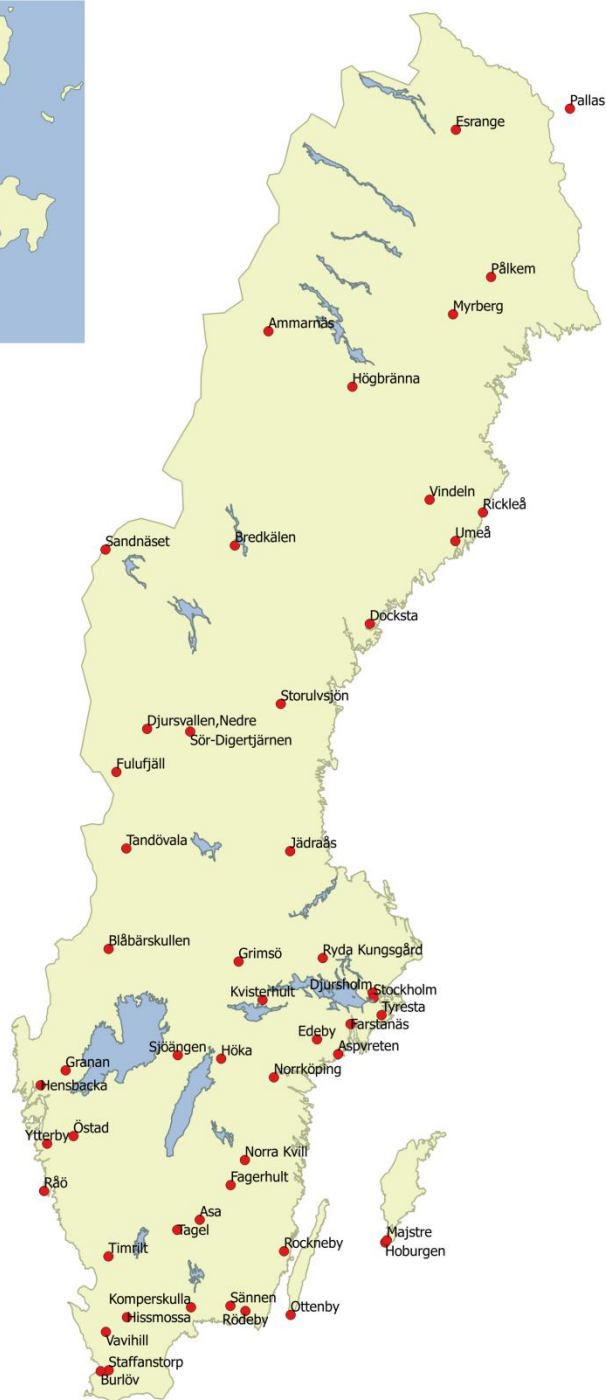 Pallas
Esrange
Pålkem
Myrberg
Ammarnäs
Högbränna
Vindeln
Rickleå
Umeå
Bredkälen
Sandnäset
Docksta
Storulvsjön
Djursvallen,Nedre
Sör-Digertjärnen
Fulufjäll
Tandövala
Jädraås
Blåbärskullen
Grimsö
Ryda Kungsgård
Djursholm
Stockholm
Kvisterhult
Tyresta
Farstanäs
Edeby
Aspvreten
Sjöängen
Höka
Granan
Norrköping
Hensbacka
Östad
Ytterby
Norra Kvill
Fagerhult
Råö
Asa
Tagel
Majstre
Hoburgen
Rockneby
Timrilt
Komperskulla
Sännen
Hissmossa
Rödeby
Ottenby
Vavihill
Staffanstorp
Burlöv